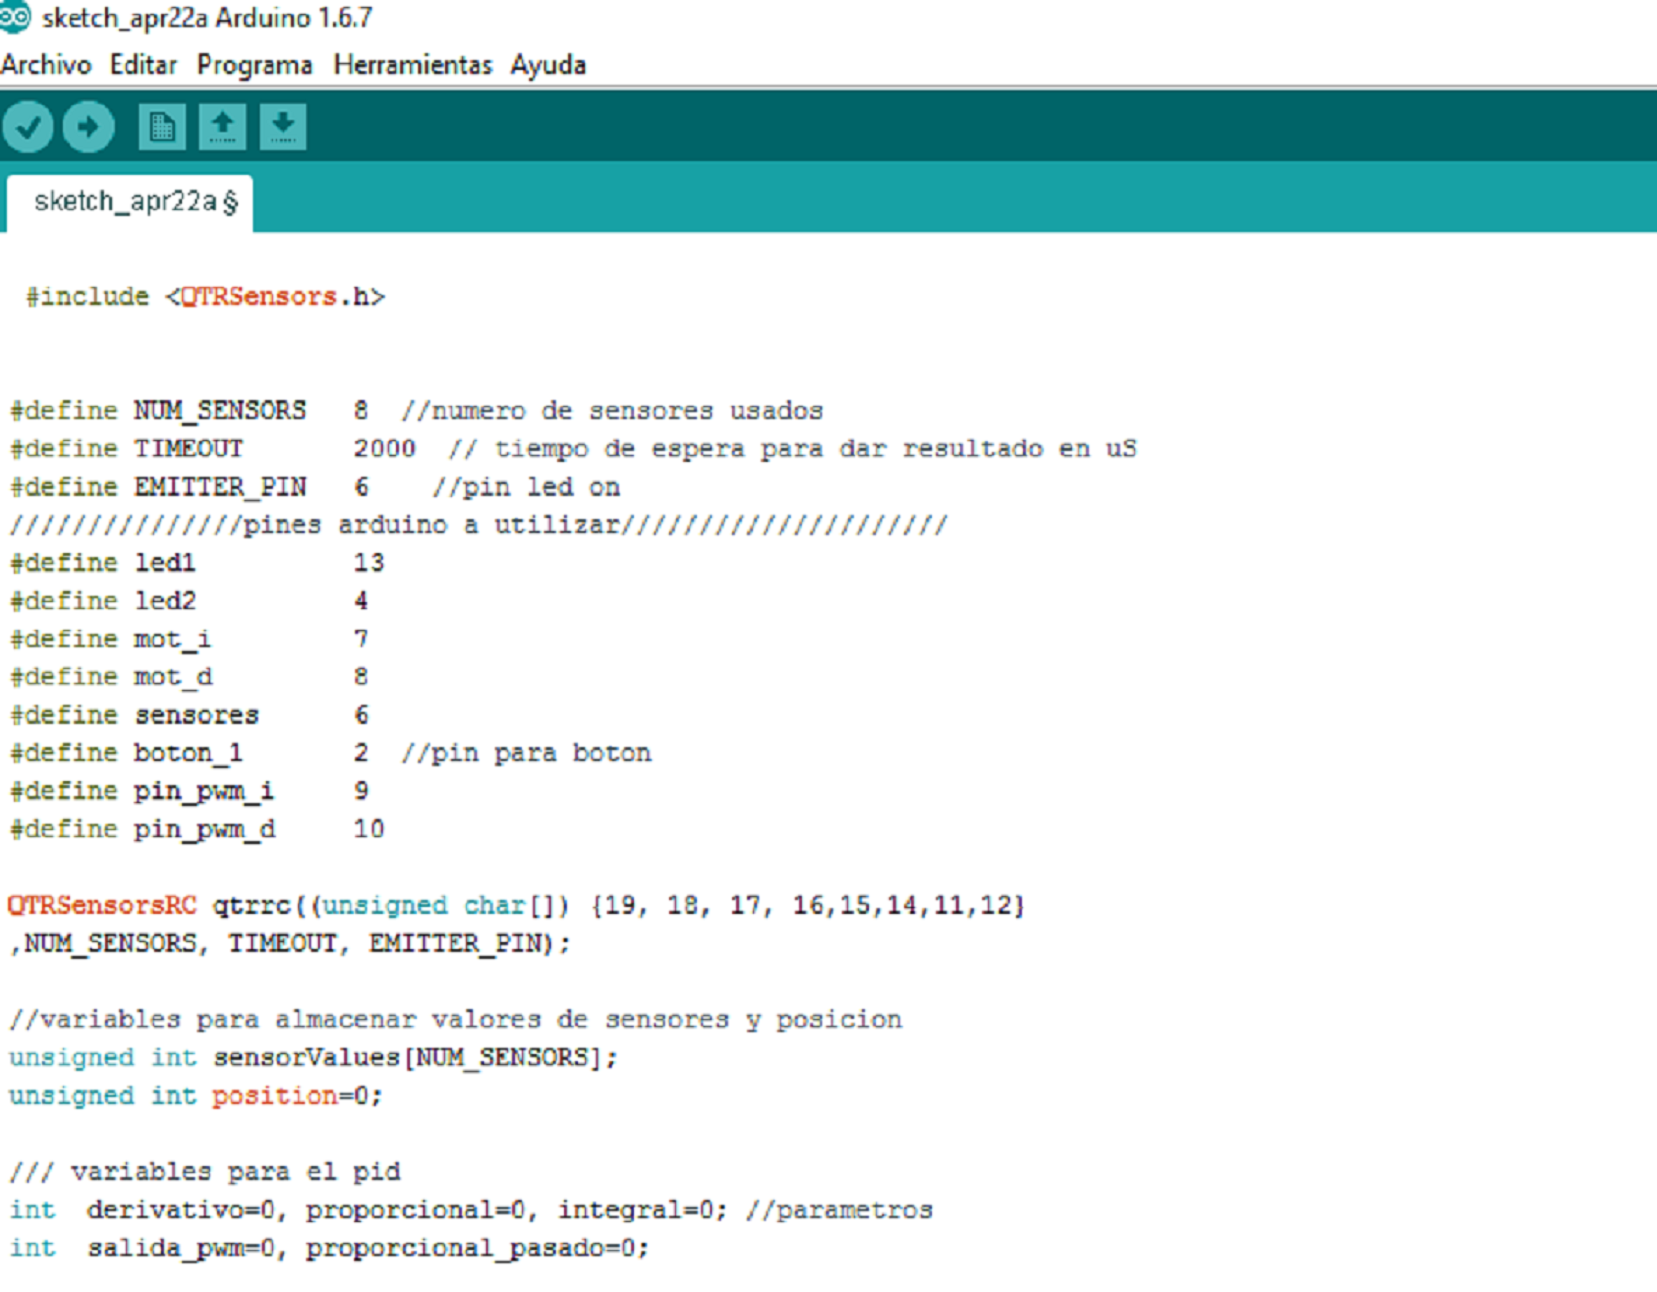 sketch_apr22a Arduino 1.6.7
Archivo Editar Programa Herramientas Ayuda
sketch_apr22a §
#include <QTRSensors.h>
#define NUM_SENSORS   8  //numero de sensores usados
#define TIMEOUT       2000  // tiempo de espera para dar resultado en uS
#define EMITTER_PIN   6    //pin led on
///////////////pines arduino a utilizar/////////////////////
#define led1          13
#define led2          4
#define mot_i         7
#define mot_d         8
#define sensores      6
#define boton_1       2  //pin para boton
#define pin_pwm_i     9
#define pin_pwm_d     10
QTRSensorsRC qtrrc((unsigned char[]) {19, 18, 17, 16,15,14,11,12}
,NUM_SENSORS, TIMEOUT, EMITTER_PIN);
//variables para almacenar valores de sensores y posicion
unsigned int sensorValues[NUM_SENSORS];
unsigned int position=0;
/// variables para el pid
int  derivativo=0, proporcional=0, integral=0; //parametros
int  salida_pwm=0, proporcional_pasado=0;